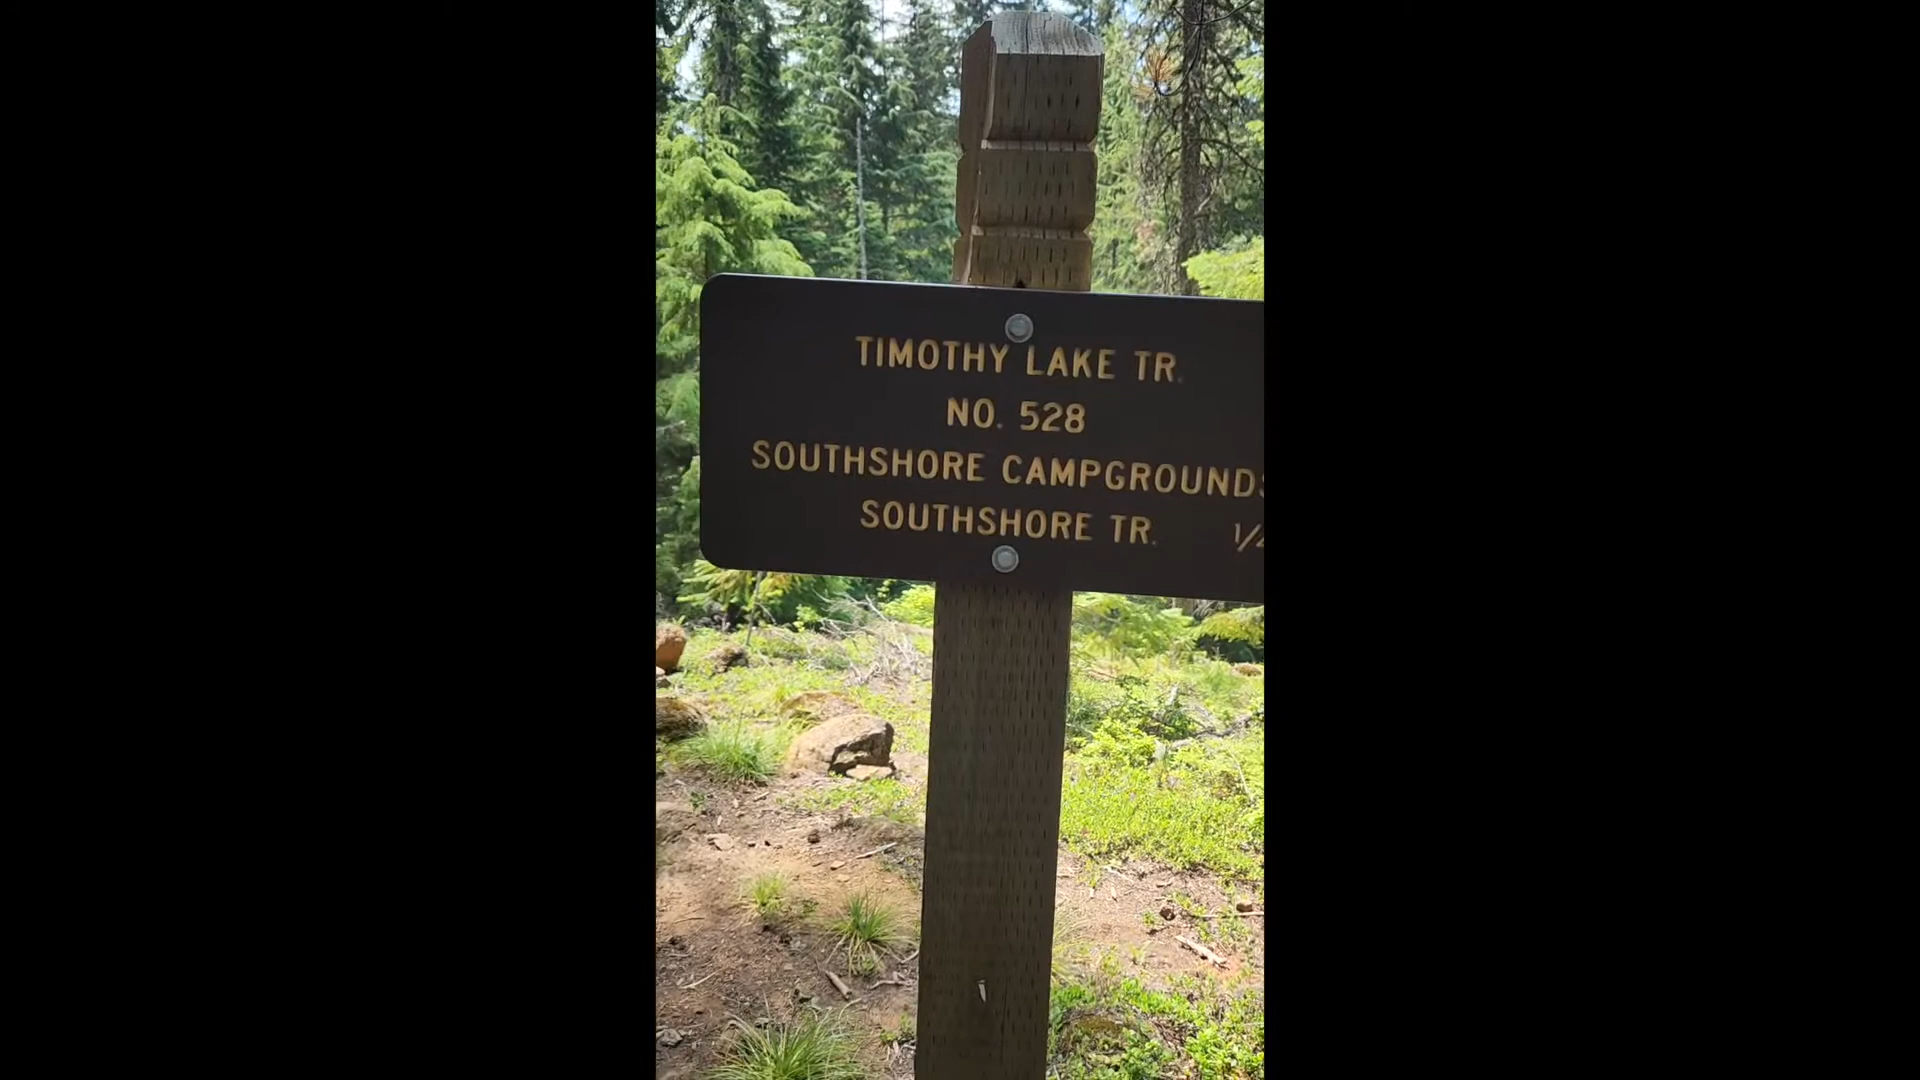 TIMOTHY LAKE TR.
NO. 528
SOUTHSHORE CAMPGROUNDS
SOUTHSHORE TR.